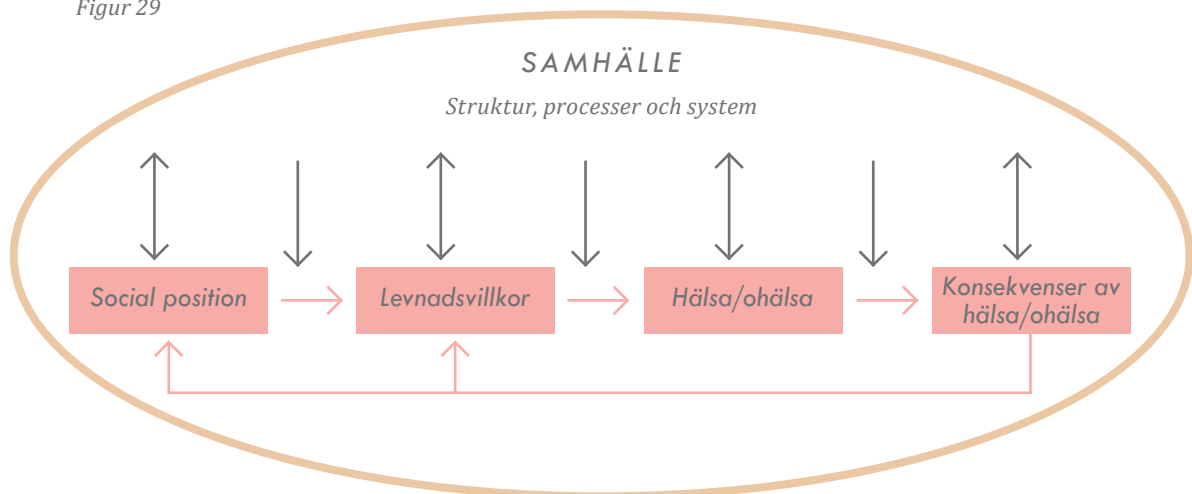 Figur 29
SAMHÄLLE
Struktur, processer och system
Social position
Levnadsvillkor
Hälsa/ohälsa
Konsekvenser av
hälsa/ohälsa